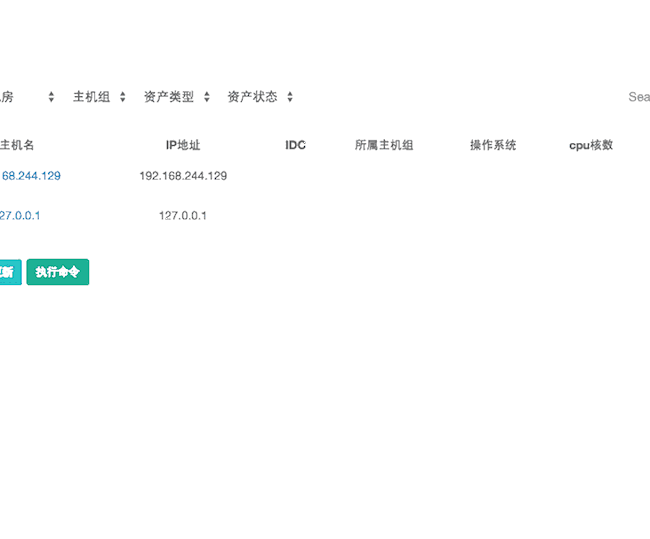 房 主机组 资产类型 资产状态 Sea
主机名 IP地址 IDC 所属主机组 操作系统 cpu核数
68.244.129 192.168.244.129
27.0.0.1 127.0.0.1
新 执行命令